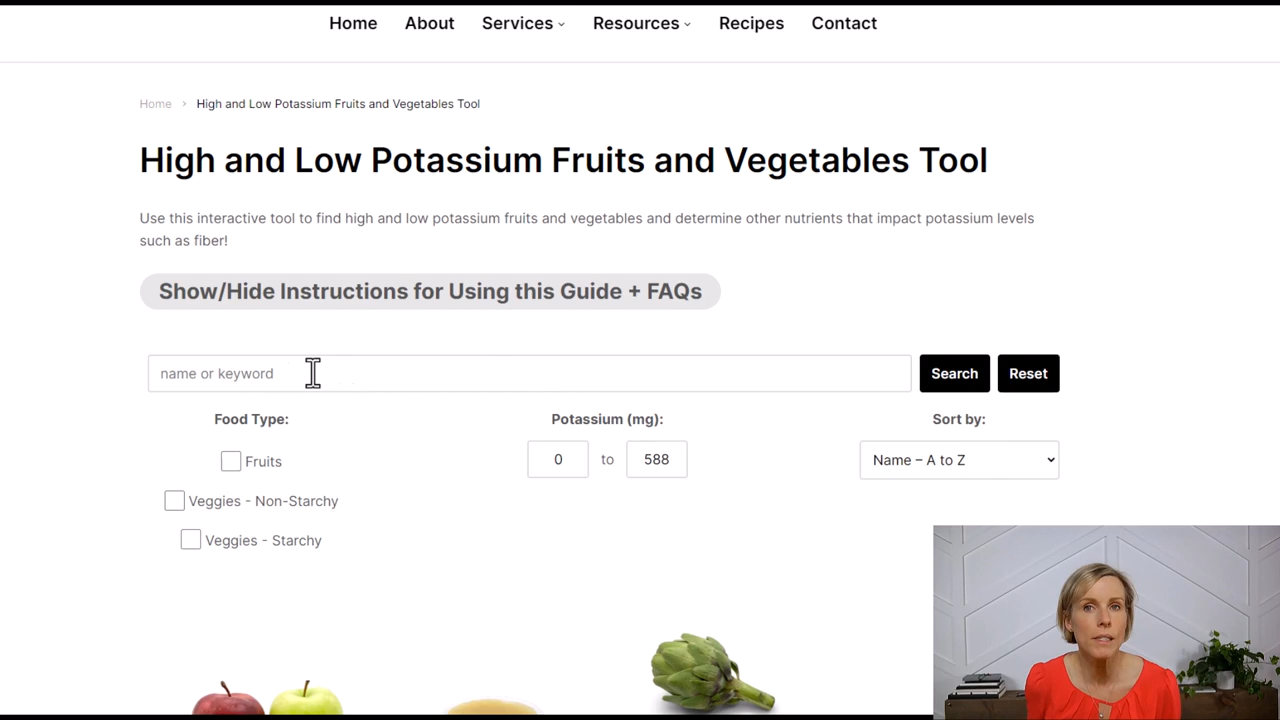 Home About Services Resources Recipes Contact
Home > High and Low Potassium Fruits and Vegetables Tool
High and Low Potassium Fruits and Vegetables Tool
Use this interactive tool to find high and low potassium fruits and vegetables and determine other nutrients that impact potassium levels
such as fiber!
Show/Hide Instructions for Using this Guide + FAQs
name or keyword Search Reset
Food Type: Potassium (mg): Sort by:
Fruits 0 to 588 Name – A to Z
Veggies - Non-Starchy
Veggies - Starchy